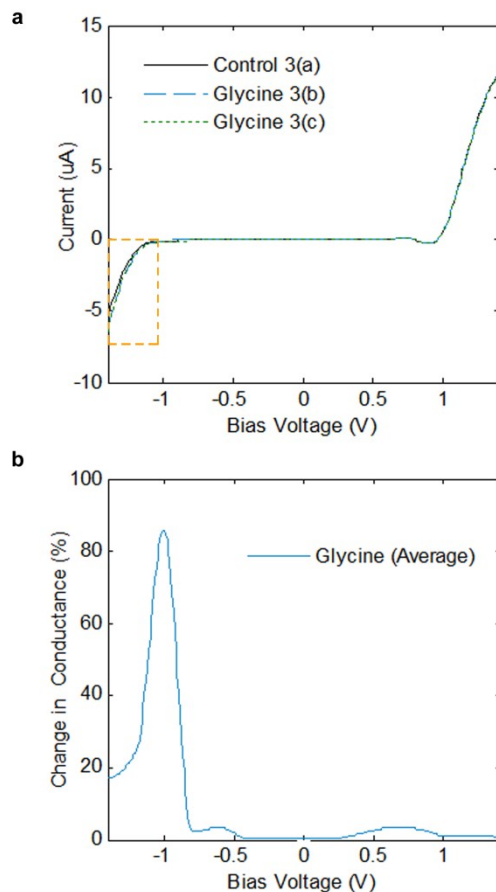 a
15
10
5
0
-5
-10
Current (uA)
Control 3(a)
Glycine 3(b)
Glycine 3(c)
-1
-0.5
0
0.5
1
Bias Voltage (V)
b
100
80
60
40
20
0
Change in Conductance (%)
Glycine (Average)
-1
-0.5
0
0.5
1
Bias Voltage (V)